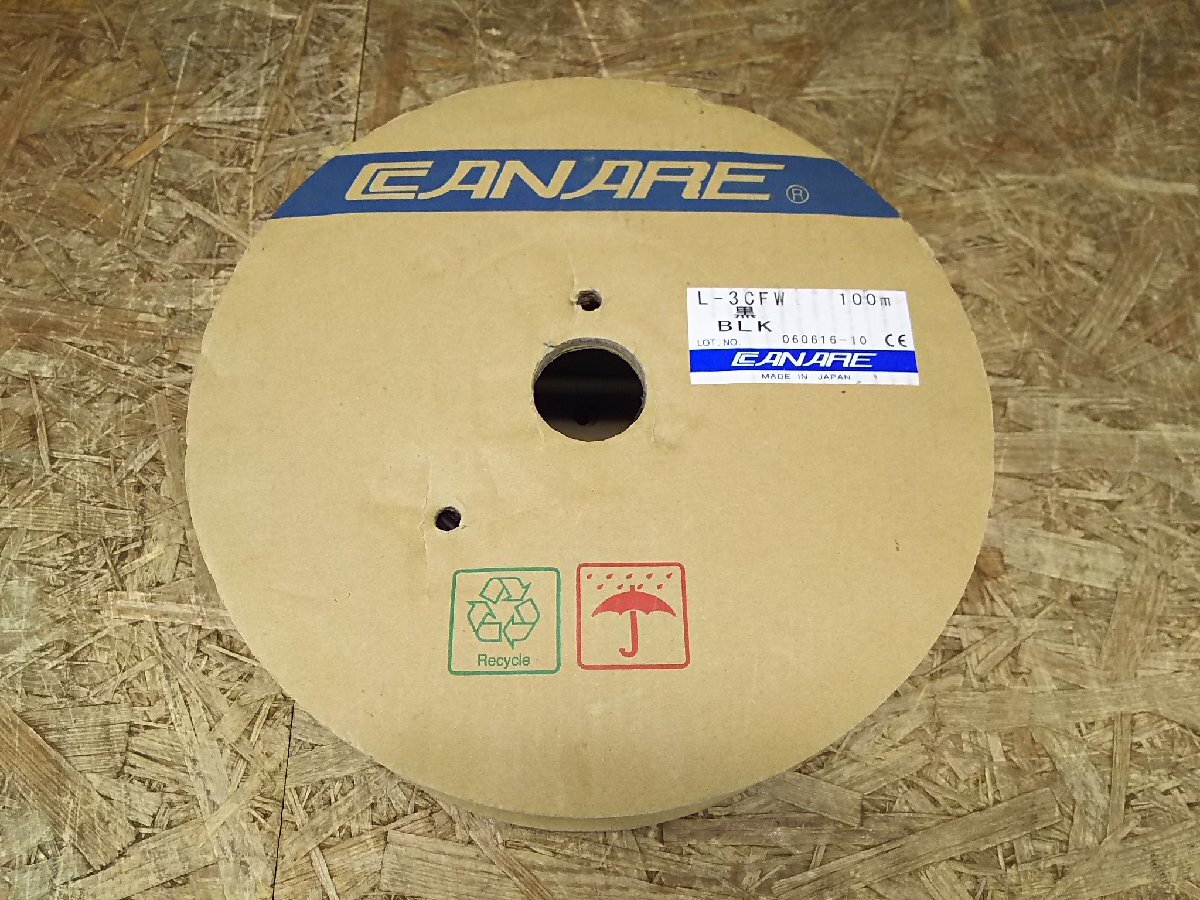 CANARE ®
L-3CFW 100m
黒
BLK
LOT.NO. 060616-10 CE
CANARE
MADE IN JAPAN
Recycle